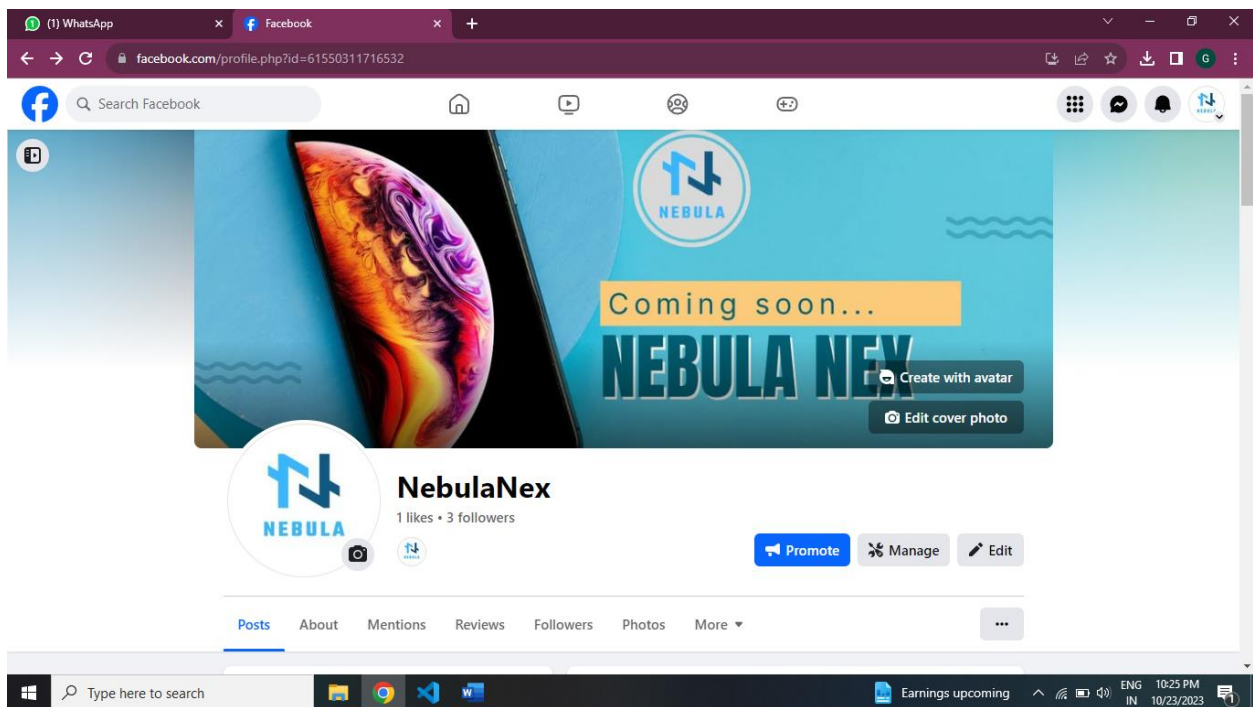 (1) WhatsApp
Facebook
facebook.com/profile.php?id=61550311716532
G
Search Facebook
NEBULA
Coming soon...
NEBULA NEX
Create with avatar
Edit cover photo
NEBULA
NebulaNex
1 likes • 3 followers
Promote
Manage
Edit
Posts
About
Mentions
Reviews
Followers
Photos
More
Type here to search
Earnings upcoming
ENG
IN
10:25 PM
10/23/2023